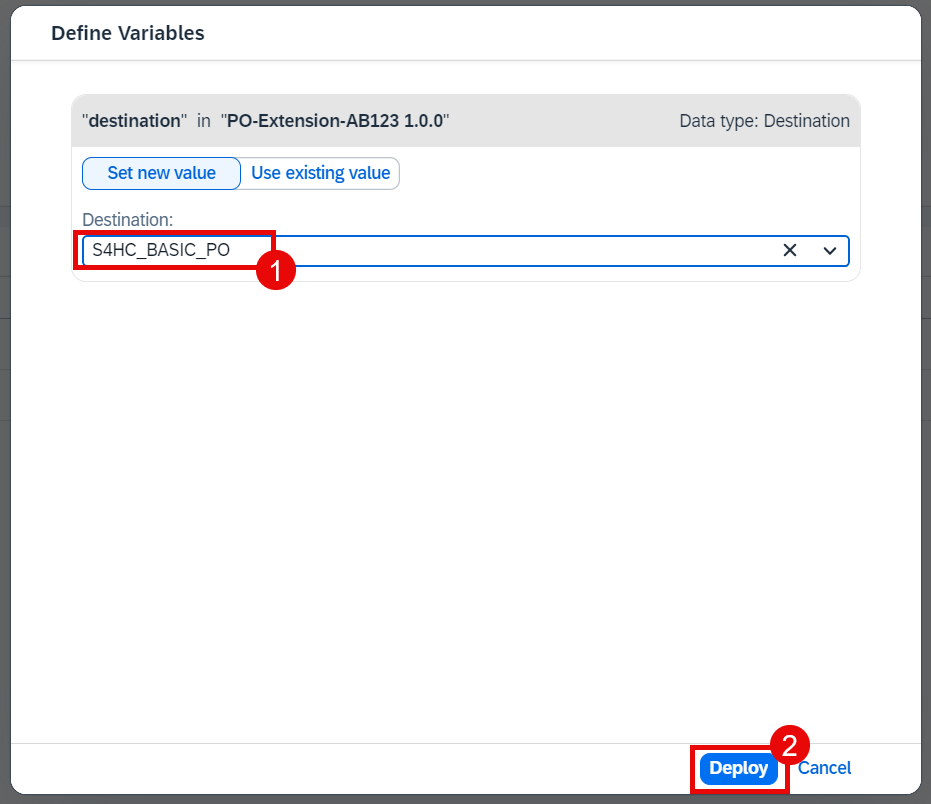 Define Variables
"destination" in "PO-Extension-AB123 1.0.0" Data type: Destination
Set new value Use existing value
Destination:
S4HC_BASIC_PO
1
2
Deploy Cancel